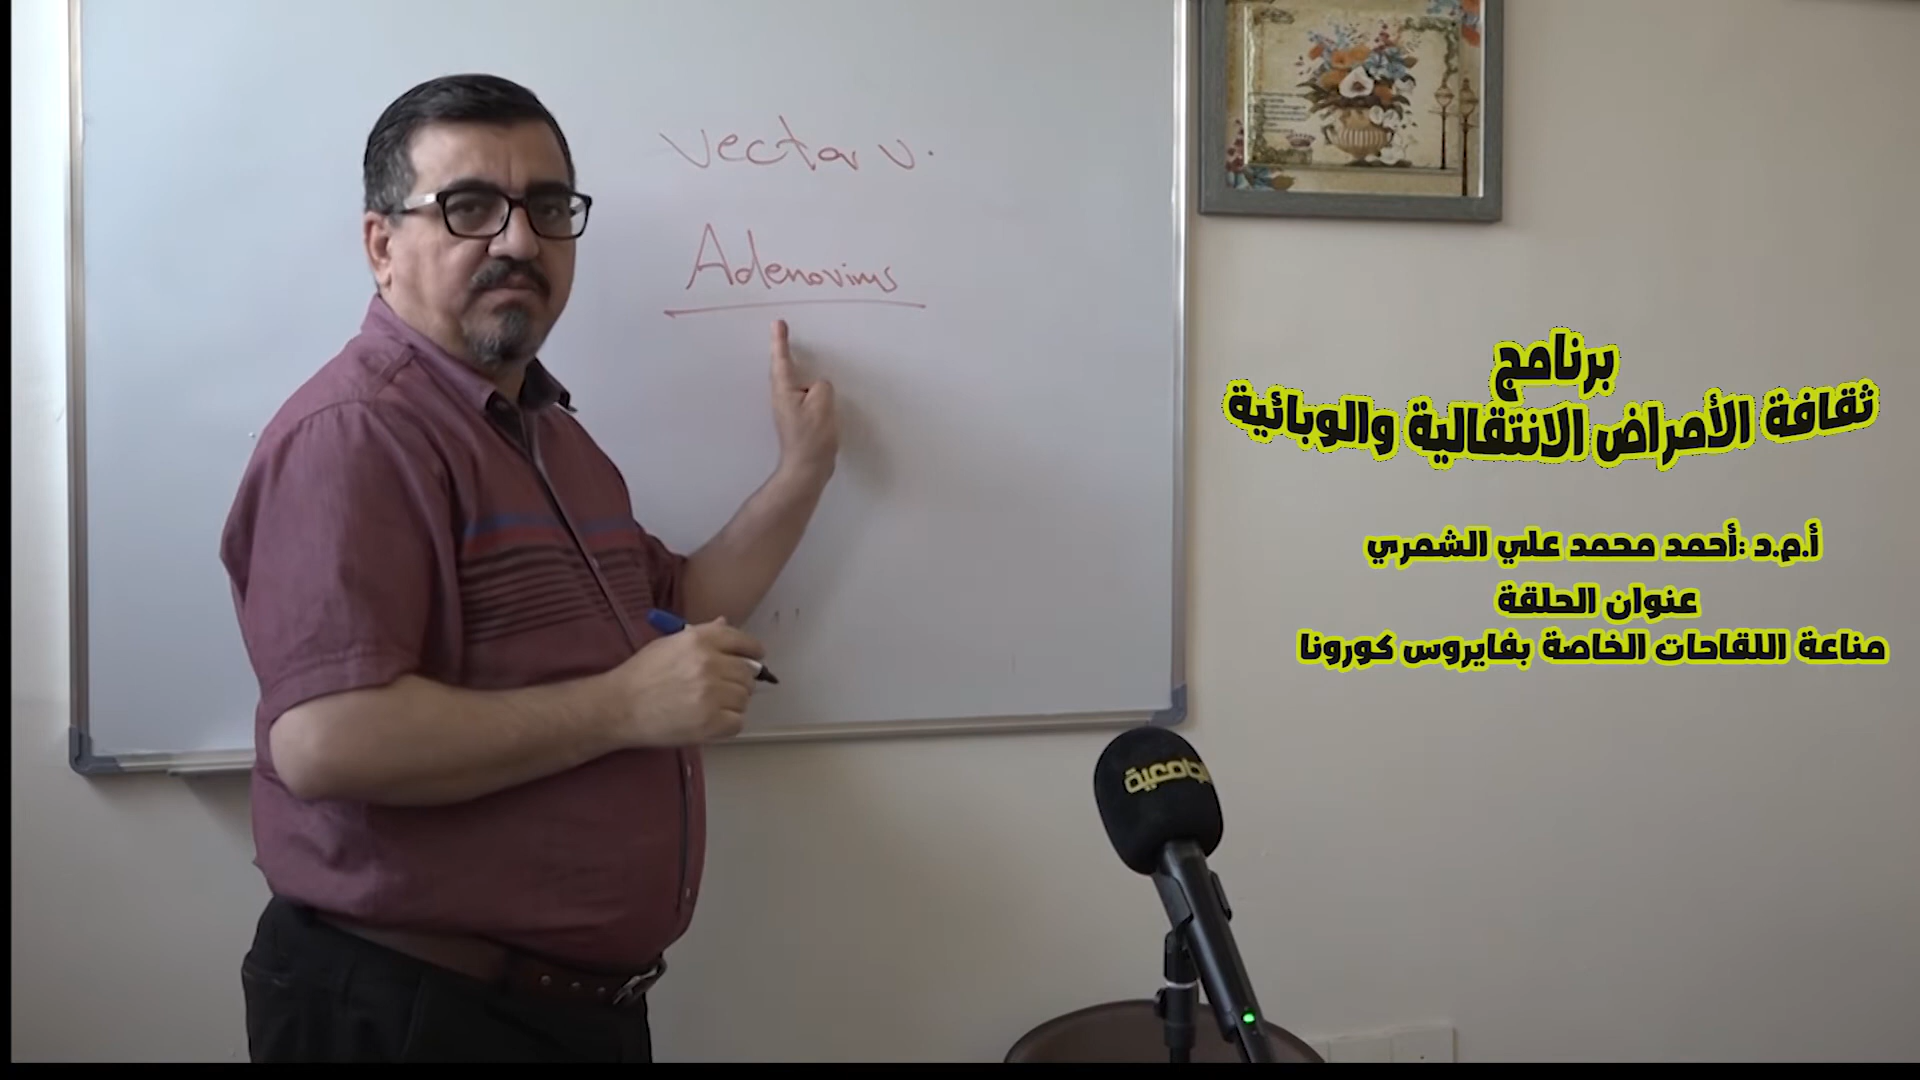 vector v.
Adenovirus
برنامج
ثقافة الأمراض الانتقالية والوبائية
أ.م.د :أحمد محمد علي الشمري
عنوان الحلقة
مناعة اللقاحات الخاصة بفايروس كورونا
الجامعية